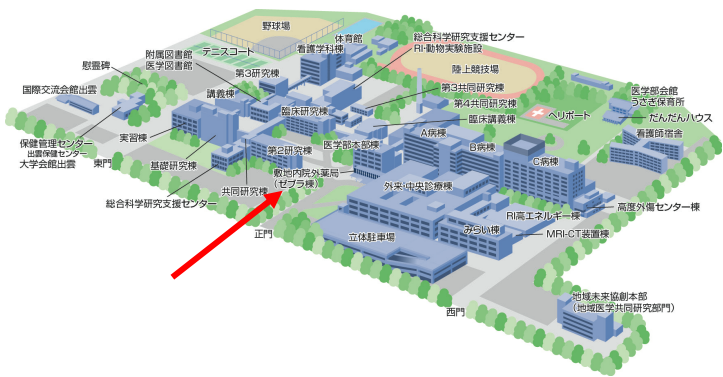 野球場
体育館
テニスコート
看護学科棟
総合科学研究支援センター
RI・動物実験施設
附属図書館
医学図書館
慰霊碑
第3研究棟
陸上競技場
国際交流会館出雲
講義棟
第3共同研究棟
医学部会館
うさぎ保育所
臨床研究棟
第4共同研究棟
ヘリポート
だんだんハウス
臨床講義棟
看護師宿舎
実習棟
A病棟
保健管理センター
出雲保健センター
大学会館出雲
医学部本部棟
B病棟
第2研究棟
C病棟
東門
基礎研究棟
敷地内院外薬局
(ゼブラ棟)
共同研究棟
外来・中央診療棟
総合科学研究支援センター
高度外傷センター棟
RI高エネルギー棟
正門
立体駐車場
みらい棟
MRI-CT装置棟
地域未来協創本部
(地域医学共同研究部門)
西門